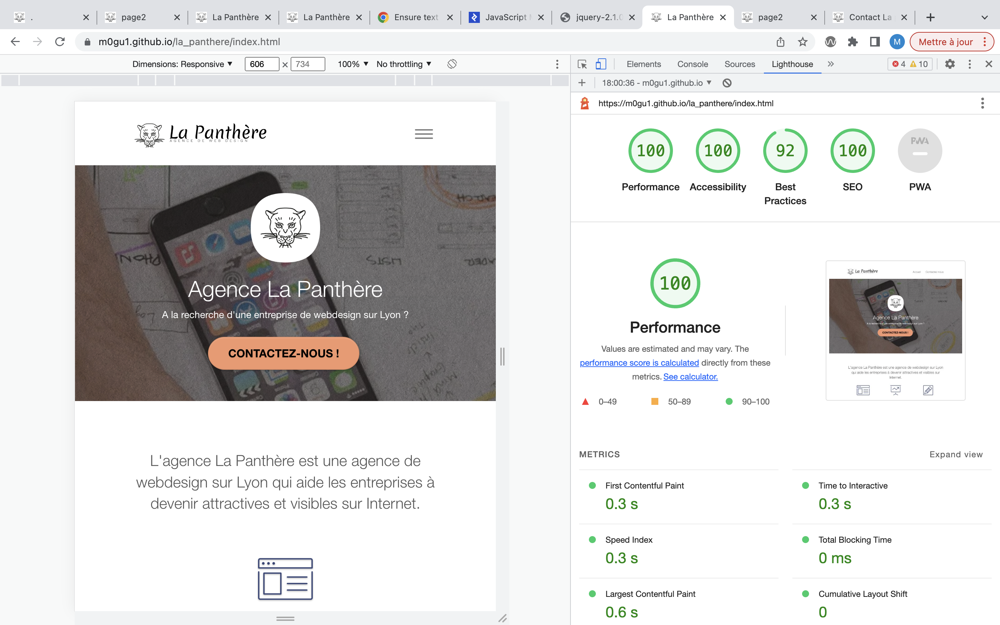 .
page2
La Panthère
La Panthère
Ensure text
JavaScript
jquery-2.1.0
La Panthère
page2
Contact La
m0gu1.github.io/la_panthere/index.html
M
Mettre à jour
Dimensions: Responsive
606
×
734
100%
No throttling
Elements
Console
Sources
Lighthouse
4
10
18:00:36 - m0gu1.github.io
https://m0gu1.github.io/la_panthere/index.html
La Panthère
AGENCE DE WEB DESIGN
LISTS
Agence La Panthère
A la recherche d'une entreprise de webdesign sur Lyon ?
CONTACTEZ-NOUS !
L'agence La Panthère est une agence de
webdesign sur Lyon qui aide les entreprises à
devenir attractives et visibles sur Internet.
100
100
92
100
PWA
Performance
Accessibility
Best
Practices
SEO
PWA
100
Performance
Values are estimated and may vary. The
performance score is calculated directly from these
metrics. See calculator.
0–49
50–89
90–100
La Panthère
Accueil
Contactez-nous
Agence La Panthère
A la recherche d'une entreprise de webdesign sur Lyon ?
CONTACTEZ-NOUS !
L'agence La Panthère est une agence de webdesign sur Lyon
qui aide les entreprises à devenir attractives et visibles sur
Internet.
METRICS
Expand view
First Contentful Paint
0.3 s
Time to Interactive
0.3 s
Speed Index
0.3 s
Total Blocking Time
0 ms
Largest Contentful Paint
0.6 s
Cumulative Layout Shift
0